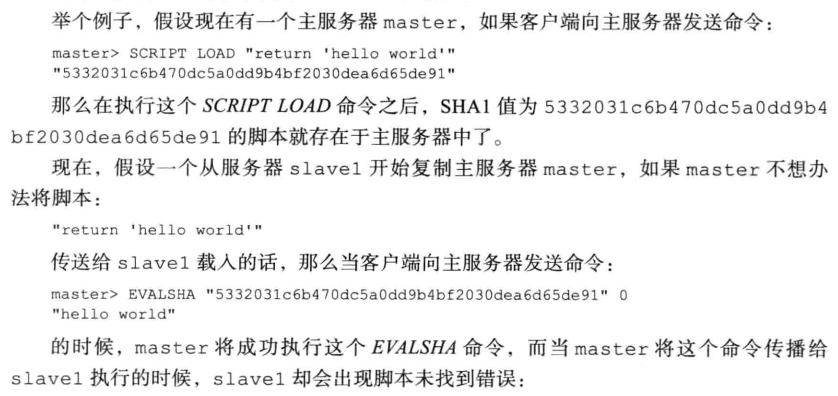 举个例子，假设现在有一个主服务器 master，如果客户端向主服务器发送命令：
master> SCRIPT LOAD "return 'hello world'"
"5332031c6b470dc5a0dd9b4bf2030dea6d65de91"
那么在执行这个 SCRIPT LOAD 命令之后，SHA1 值为 5332031c6b470dc5a0dd9b4
bf2030dea6d65de91 的脚本就存在于主服务器中了。
现在，假设一个从服务器 slave1 开始复制主服务器 master，如果 master 不想办
法将脚本：
"return 'hello world'"
传送给 slave1 载入的话，那么当客户端向主服务器发送命令：
master> EVALSHA "5332031c6b470dc5a0dd9b4bf2030dea6d65de91" 0
"hello world"
的时候，master 将成功执行这个 EVALSHA 命令，而当 master 将这个命令传播给
slave1 执行的时候，slave1 却会出现脚本未找到错误：